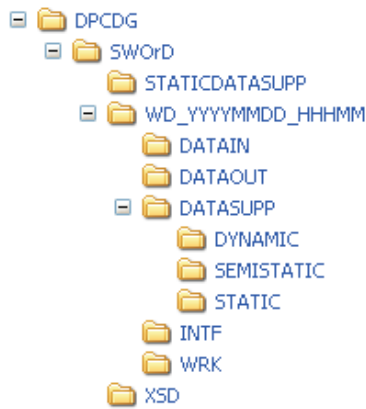 DPCDG
SWOrD
STATICDATASUPP
WD_YYYYMMDD_HHHMM
DATAIN
DATAOUT
DATASUPP
DYNAMIC
SEMISTATIC
STATIC
INTF
WRK
XSD